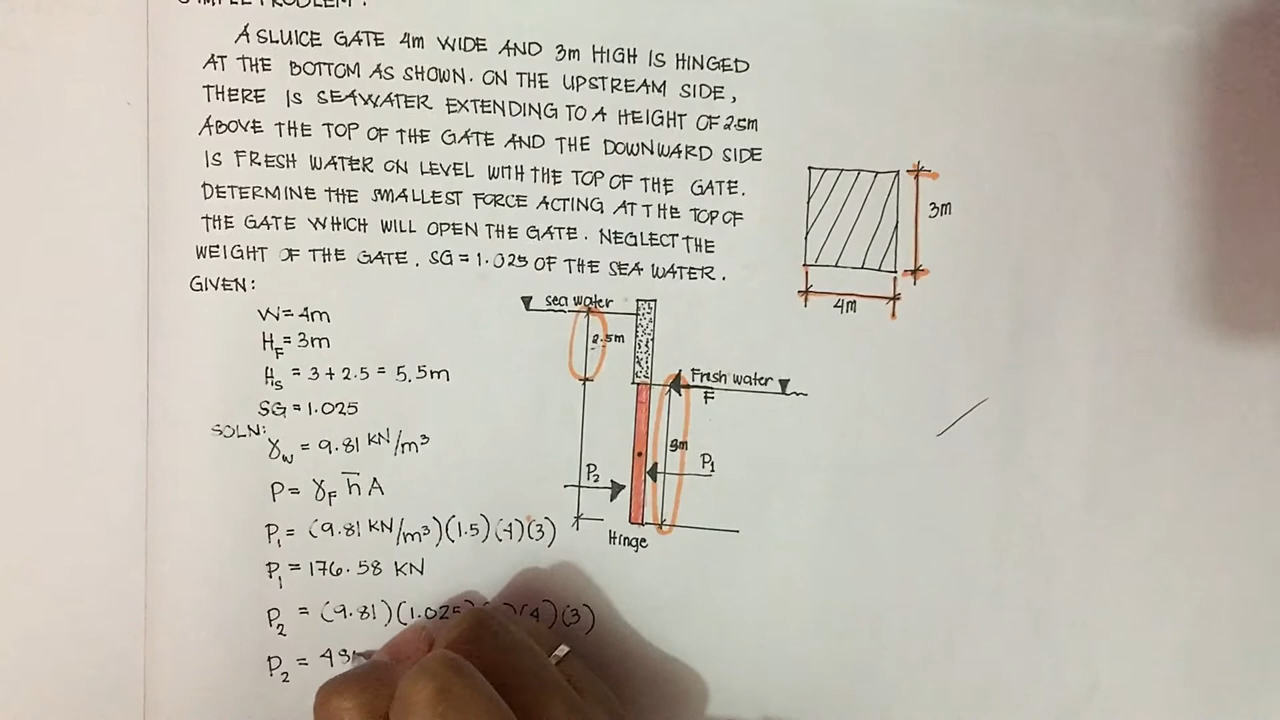 A SLUICE GATE 4m WIDE AND 3m HIGH IS HINGED
AT THE BOTTOM AS SHOWN. ON THE UPSTREAM SIDE,
THERE IS SEAWATER EXTENDING TO A HEIGHT OF 2.5m
ABOVE THE TOP OF THE GATE AND THE DOWNWARD SIDE
IS FRESH WATER ON LEVEL WITH THE TOP OF THE GATE.
DETERMINE THE SMALLEST FORCE ACTING AT THE TOP OF
THE GATE WHICH WILL OPEN THE GATE. NEGLECT THE
WEIGHT OF THE GATE. SG = 1.025 OF THE SEA WATER.
GIVEN:
W = 4m
H_F = 3m
H_S = 3 + 2.5 = 5.5m
SG = 1.025
SOLN:
γ_w = 9.81 KN/m³
P = γ_F h̄ A
P₁ = (9.81 KN/m³)(1.5)(4)(3)
P₁ = 176.58 KN
P₂ = (9.81)(1.025)(4)(3)
P₂ =
sea water
2.5m
Fresh water
F
3m
P₁
P₂
Hinge
3m
4m